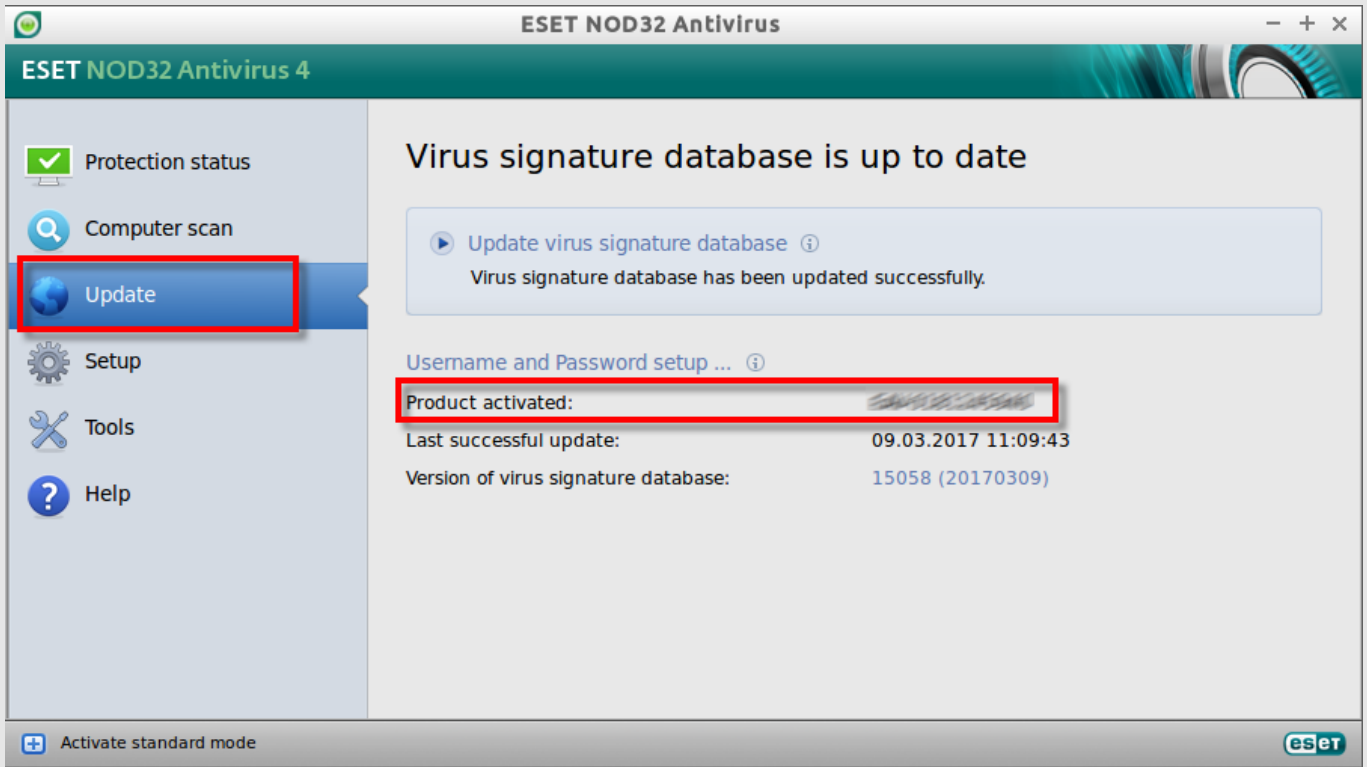 ESET NOD32 Antivirus
ESET NOD32 Antivirus 4
Protection status
Computer scan
Update
Setup
Tools
Help
Virus signature database is up to date
Update virus signature database
Virus signature database has been updated successfully.
Username and Password setup ...
Product activated:
Last successful update: 09.03.2017 11:09:43
Version of virus signature database: 15058 (20170309)
Activate standard mode
eset